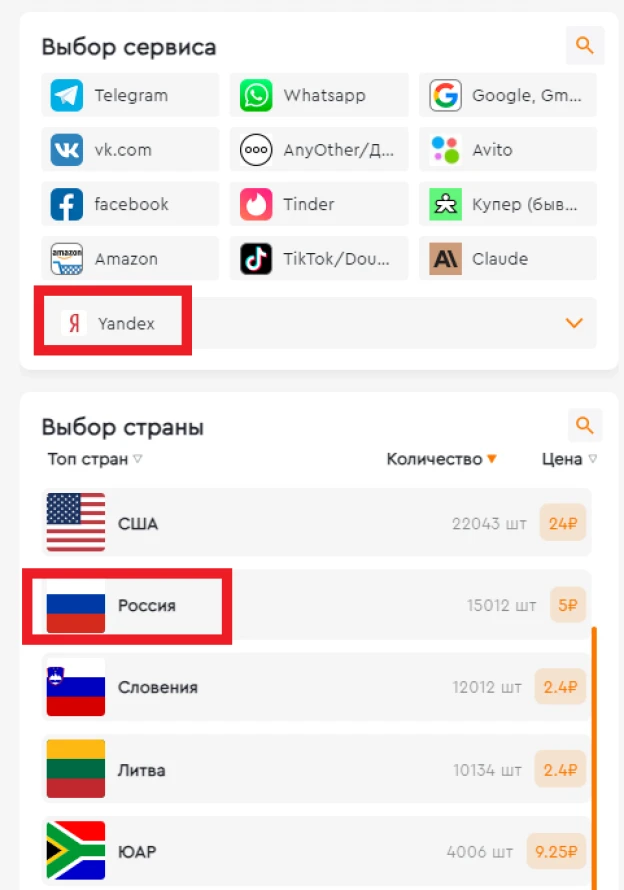 Выбор сервиса
Telegram Whatsapp Google, Gm...
vk.com AnyOther/Д... Avito
facebook Tinder Купер (быв...
amazon Amazon TikTok/Dou... Claude
Я Yandex
Выбор страны
Топ стран Количество Цена
США 22043 шт 24₽
Россия 15012 шт 5₽
Словения 12012 шт 2.4₽
Литва 10134 шт 2.4₽
ЮАР 4006 шт 9.25₽